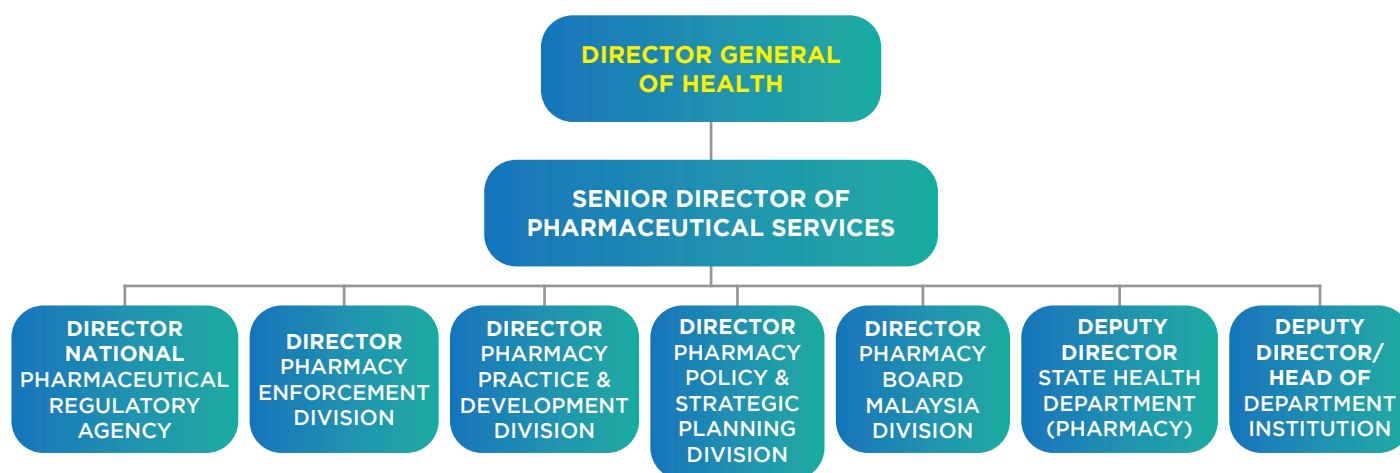 DIRECTOR GENERAL
OF HEALTH
SENIOR DIRECTOR OF
PHARMACEUTICAL SERVICES
DIRECTOR
NATIONAL
PHARMACEUTICAL
REGULATORY
AGENCY
DIRECTOR
PHARMACY
ENFORCEMENT
DIVISION
DIRECTOR
PHARMACY
PRACTICE &
DEVELOPMENT
DIVISION
DIRECTOR
PHARMACY
POLICY &
STRATEGIC
PLANNING
DIVISION
DIRECTOR
PHARMACY
BOARD
MALAYSIA
DIVISION
DEPUTY
DIRECTOR
STATE HEALTH
DEPARTMENT
(PHARMACY)
DEPUTY
DIRECTOR/
HEAD OF
DEPARTMENT
INSTITUTION